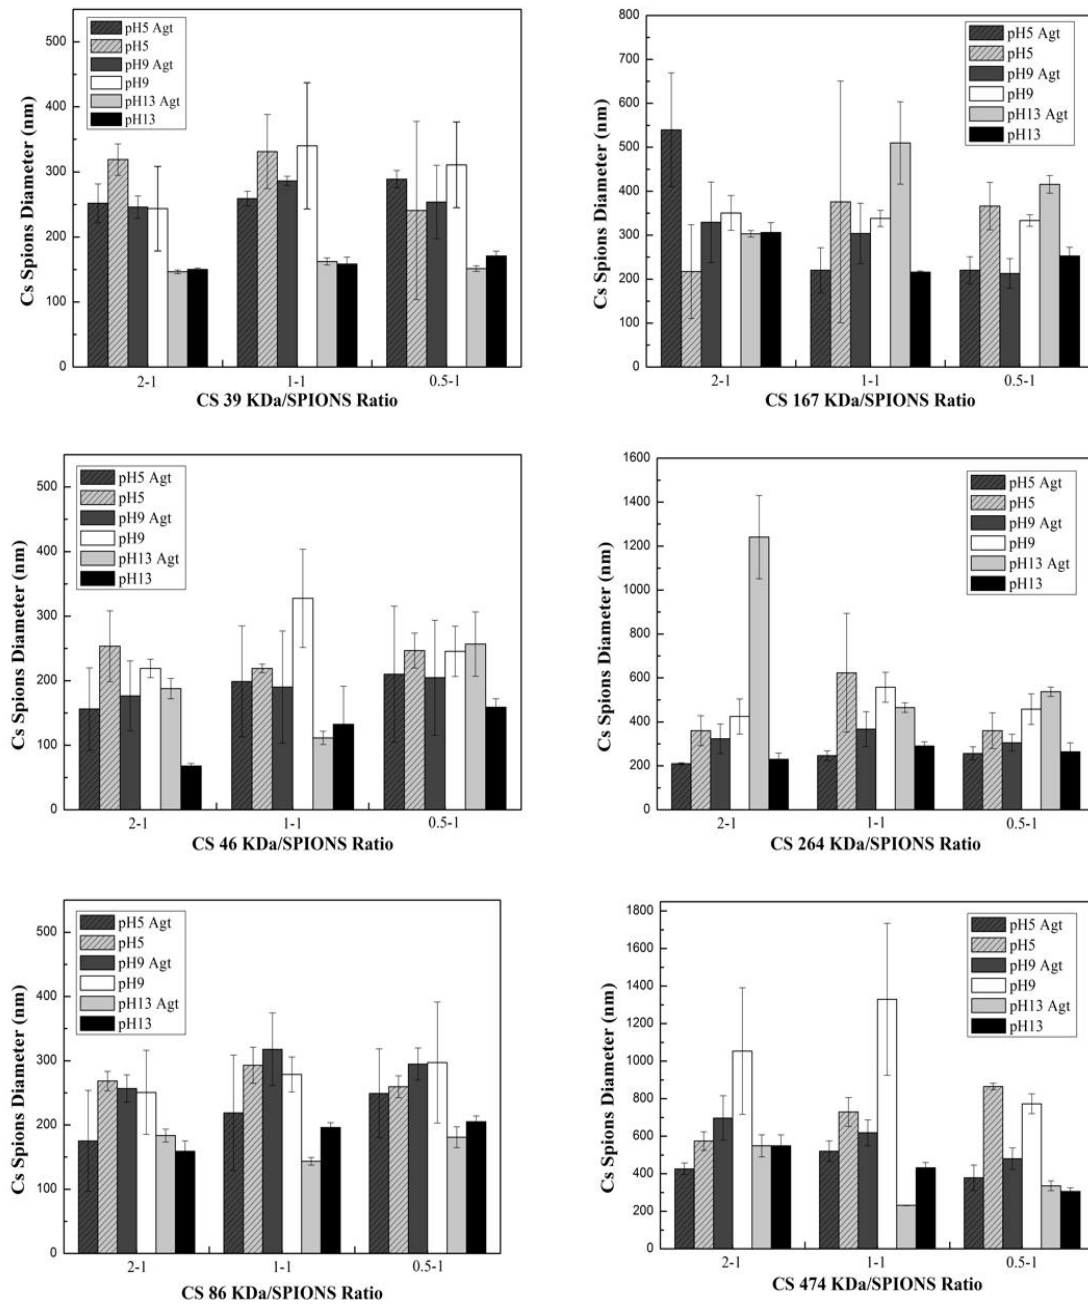 Cs Spions Diameter (nm)
500
400
300
200
100
0
pH5 Agt
pH5
pH9 Agt
pH9
pH13 Agt
pH13
2-1 1-1 0.5-1
CS 39 KDa/SPIONS Ratio
Cs Spions Diameter (nm)
800
700
600
500
400
300
200
100
0
pH5 Agt
pH5
pH9 Agt
pH9
pH13 Agt
pH13
2-1 1-1 0.5-1
CS 167 KDa/SPIONS Ratio
Cs Spions Diameter (nm)
500
400
300
200
100
0
pH5 Agt
pH5
pH9 Agt
pH9
pH13 Agt
pH13
2-1 1-1 0.5-1
CS 46 KDa/SPIONS Ratio
Cs Spions Diameter (nm)
1600
1400
1200
1000
800
600
400
200
0
pH5 Agt
pH5
pH9 Agt
pH9
pH13 Agt
pH13
2-1 1-1 0.5-1
CS 264 KDa/SPIONS Ratio
Cs Spions Diameter (nm)
500
400
300
200
100
0
pH5 Agt
pH5
pH9 Agt
pH9
pH13 Agt
pH13
2-1 1-1 0.5-1
CS 86 KDa/SPIONS Ratio
Cs Spions Diameter (nm)
1800
1600
1400
1200
1000
800
600
400
200
0
pH5 Agt
pH5
pH9 Agt
pH9
pH13 Agt
pH13
2-1 1-1 0.5-1
CS 474 KDa/SPIONS Ratio